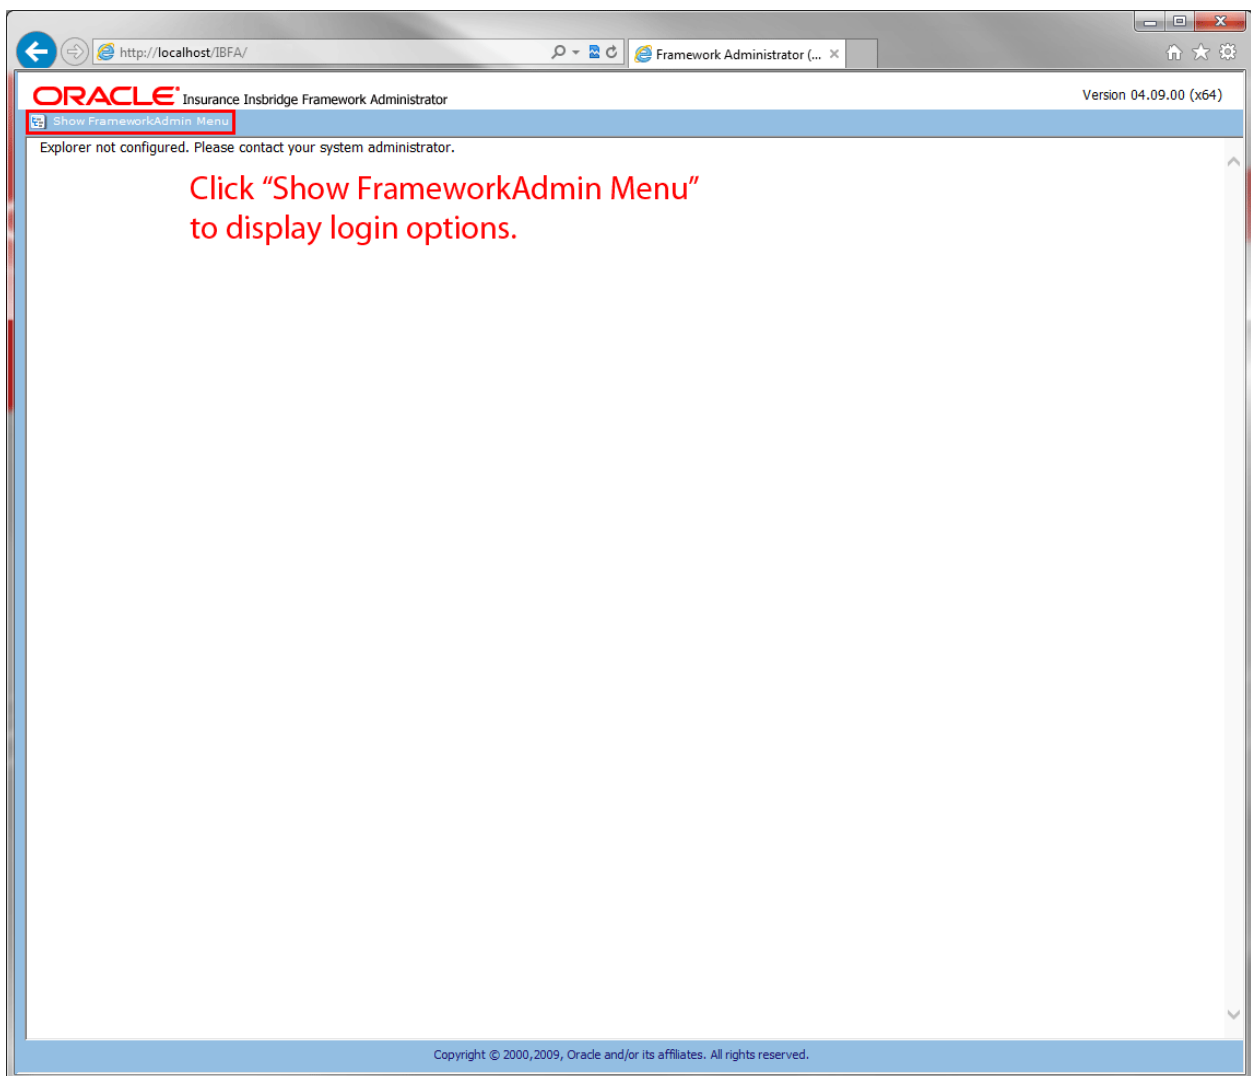 http://localhost/IBFA/
Framework Administrator (...
ORACLE® Insurance Insbridge Framework Administrator
Version 04.09.00 (x64)
Show FrameworkAdmin Menu
Explorer not configured. Please contact your system administrator.
Click “Show FrameworkAdmin Menu”
to display login options.
Copyright © 2000,2009, Oracle and/or its affiliates. All rights reserved.